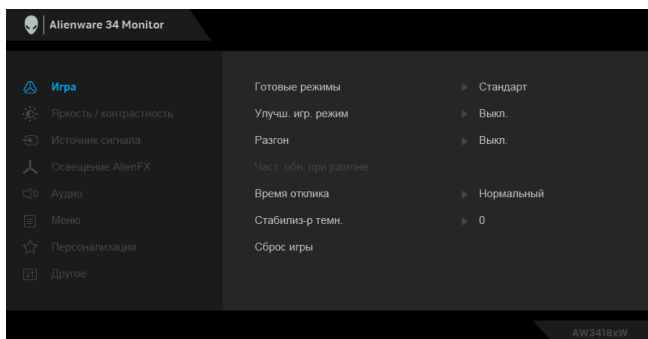 Alienware 34 Monitor
Игра
Готовые режимы
Стандарт
Яркость / контрастность
Улучш. игр. режим
Выкл.
Источник сигнала
Разгон
Выкл.
Освещение AlienFX
Част. обн. при разгоне
Аудио
Время отклика
Нормальный
Меню
Стабилиз-р темн.
0
Персонализация
Сброс игры
Другое
AW3418xW